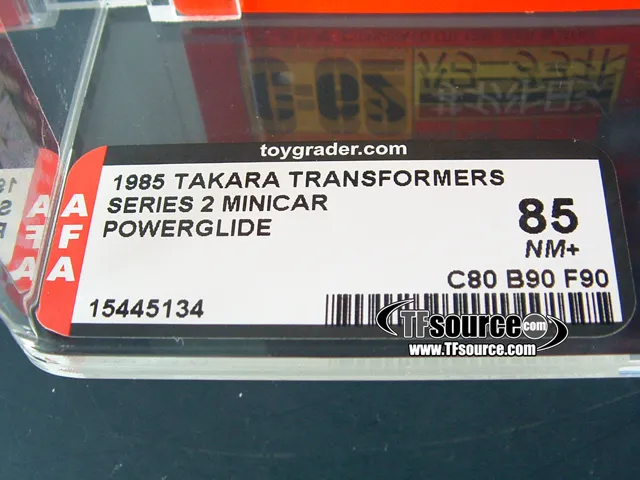 toygrader.com
AFA
1985 TAKARA TRANSFORMERS
SERIES 2 MINICAR
POWERGLIDE
85
NM+
C80 B90 F90
15445134
TFsource.com
www.TFsource.com